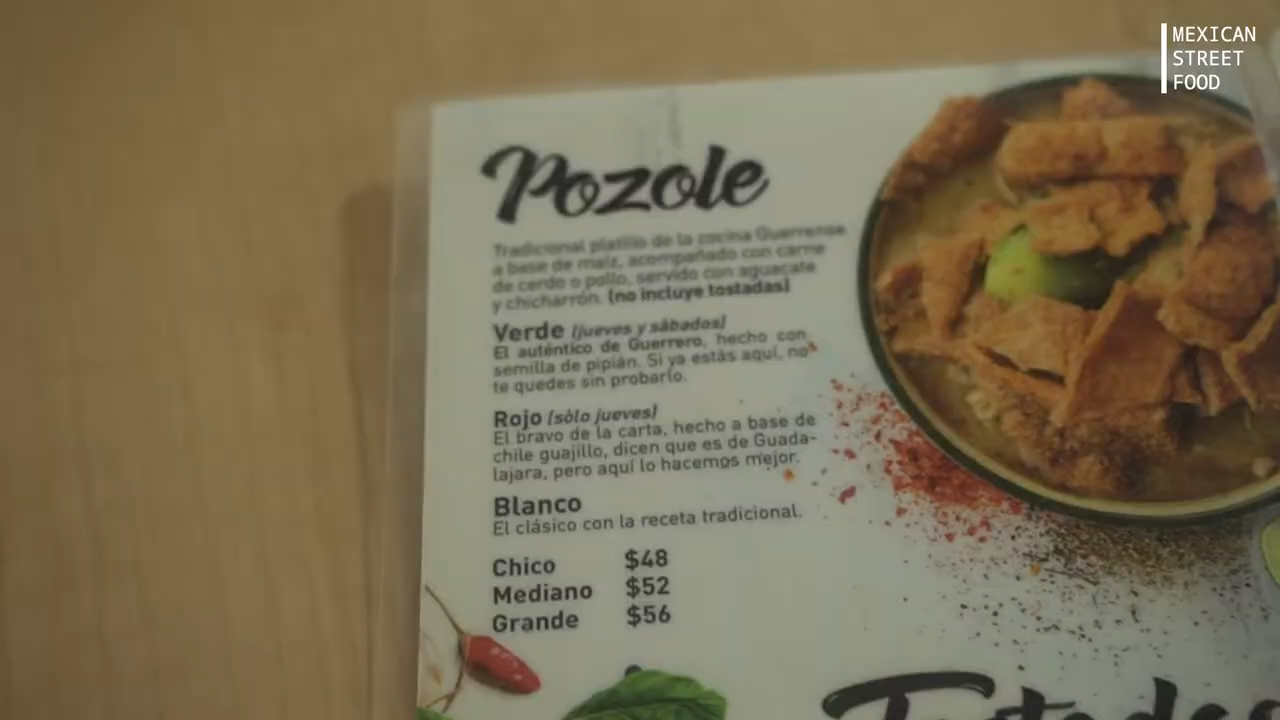 MEXICAN
STREET
FOOD
Pozole
Tradicional platillo de la cocina Guerrense
a base de maíz, acompañado con carne
de cerdo o pollo, servido con aguacate
y chicharrón. (no incluye tostadas)
Verde (jueves y sábados)
El auténtico de Guerrero, hecho con
semilla de pipián. Si ya estás aquí, no
te quedes sin probarlo.
Rojo (sólo jueves)
El bravo de la carta, hecho a base de
chile guajillo, dicen que es de Guada-
lajara, pero aquí lo hacemos mejor.
Blanco
El clásico con la receta tradicional.
Chico $48
Mediano $52
Grande $56